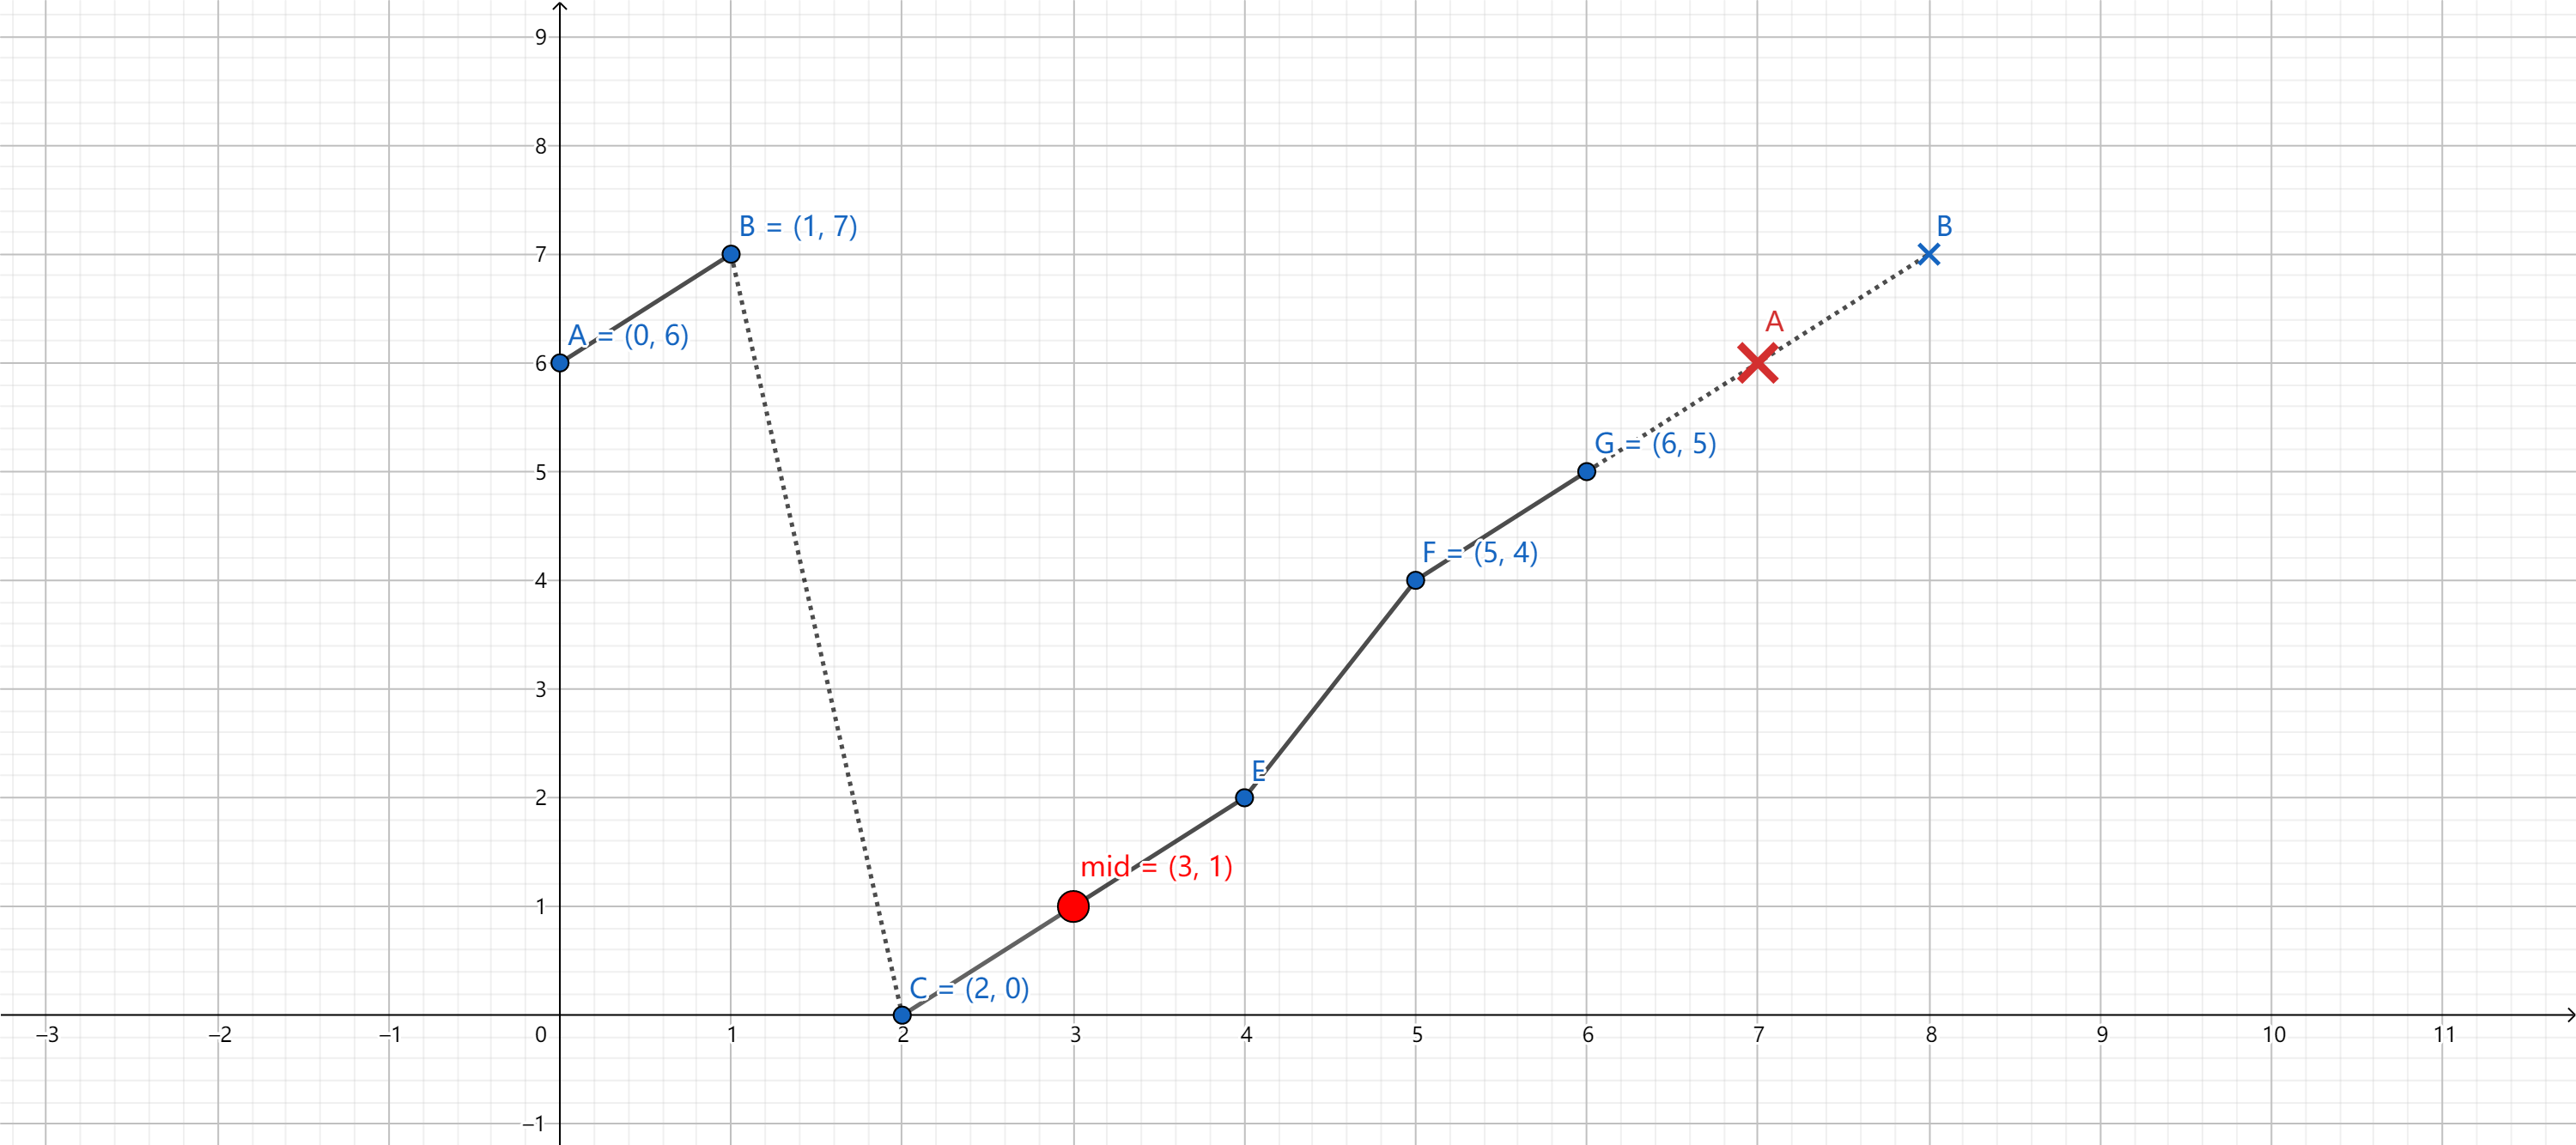 9
8
B = (1, 7)
B
7
A
A = (0, 6)
6
G = (6, 5)
5
F = (5, 4)
4
3
E
2
mid = (3, 1)
1
C = (2, 0)
–3 –2 –1 0 1 2 3 4 5 6 7 8 9 10 11
–1